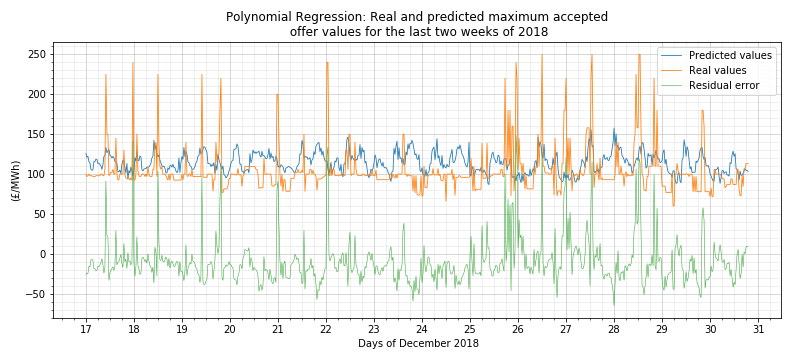 Polynomial Regression: Real and predicted maximum accepted
offer values for the last two weeks of 2018
Predicted values
Real values
Residual error
250
200
150
100
50
0
−50
(£/MWh)
17 18 19 20 21 22 23 24 25 26 27 28 29 30 31
Days of December 2018